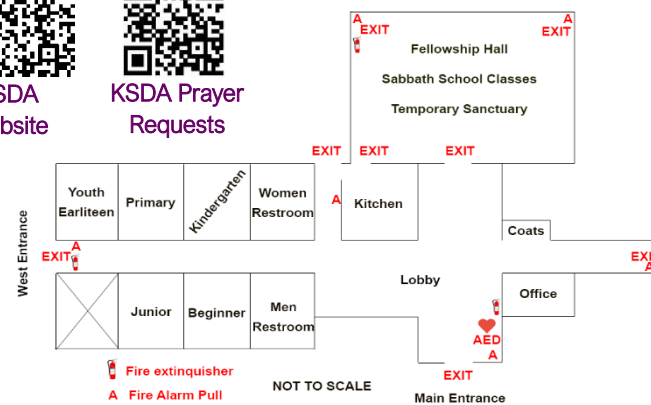 SDA
bsite
KSDA Prayer
Requests
A
EXIT
A
EXIT
Fellowship Hall
Sabbath School Classes
Temporary Sanctuary
EXIT
EXIT
EXIT
Youth
Earliteen
Primary
Kindergarten
Women
Restroom
A
Kitchen
Coats
West Entrance
A
EXIT
EXI
A
Lobby
Office
Junior
Beginner
Men
Restroom
AED
A
EXIT
Fire extinquisher
A Fire Alarm Pull
NOT TO SCALE
Main Entrance